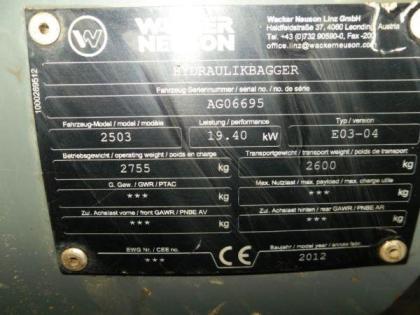 WACKER
NEUSON
Wacker Neuson Linz GmbH
Haidfeldstraße 37, 4060 Leonding, Austria
Tel. +43 (0)732 90590-0, Fax -200
office.linz@wackerneuson.com
HYDRAULIKBAGGER
Fahrzeug-Seriennummer / serial no. / no. de série
AG06695
Fahrzeug-Model / model / modèle
Leistung / performance
Typ / version
2503
19.40 kW
E03-04
Betriebsgewicht / operating weight / poids en charge
Transportgewicht / transport weight / poids de transport
2755 kg
2600 kg
G. Gew. / GWR / PTAC
Max. Nutzlast / max. payload / max. charge utile
*** kg
*** kg
Zul. Achslast vorne / front GAWR / PNBE AV
Zul. Achslast hinten / rear GAWR / PNBE AR
*** kg
*** kg
EWG Nr. / CEE no.
***
CE
Baujahr / model year / année fabr.
2012
1000289512